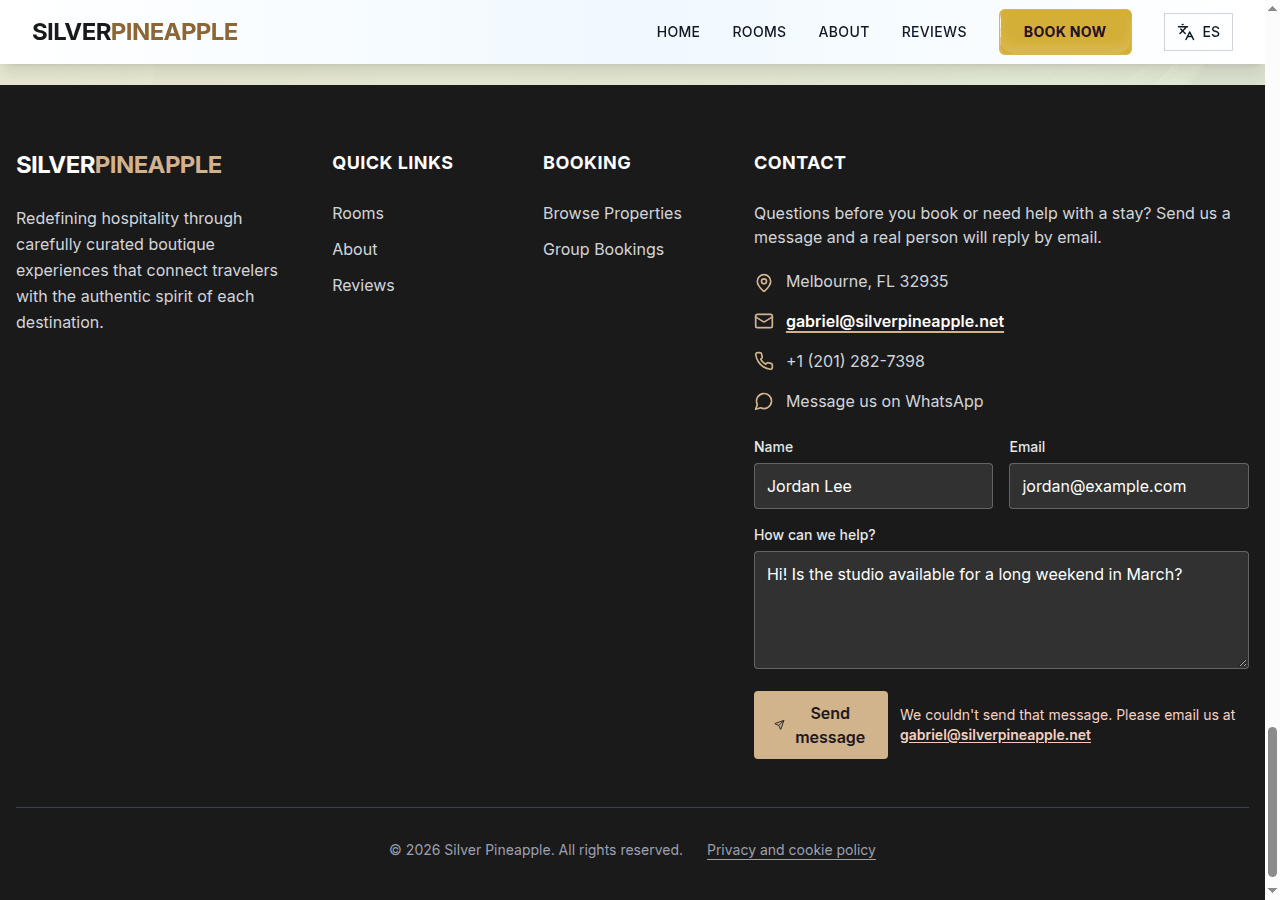 SILVERPINEAPPLE
HOME
ROOMS
ABOUT
REVIEWS
BOOK NOW
ES
SILVERPINEAPPLE
Redefining hospitality through
carefully curated boutique
experiences that connect travelers
with the authentic spirit of each
destination.
QUICK LINKS
Rooms
About
Reviews
BOOKING
Browse Properties
Group Bookings
CONTACT
Questions before you book or need help with a stay? Send us a
message and a real person will reply by email.
Melbourne, FL 32935
gabriel@silverpineapple.net
+1 (201) 282-7398
Message us on WhatsApp
Name
Jordan Lee
Email
jordan@example.com
How can we help?
Hi! Is the studio available for a long weekend in March?
Send
message
We couldn't send that message. Please email us at
gabriel@silverpineapple.net
© 2026 Silver Pineapple. All rights reserved.
Privacy and cookie policy